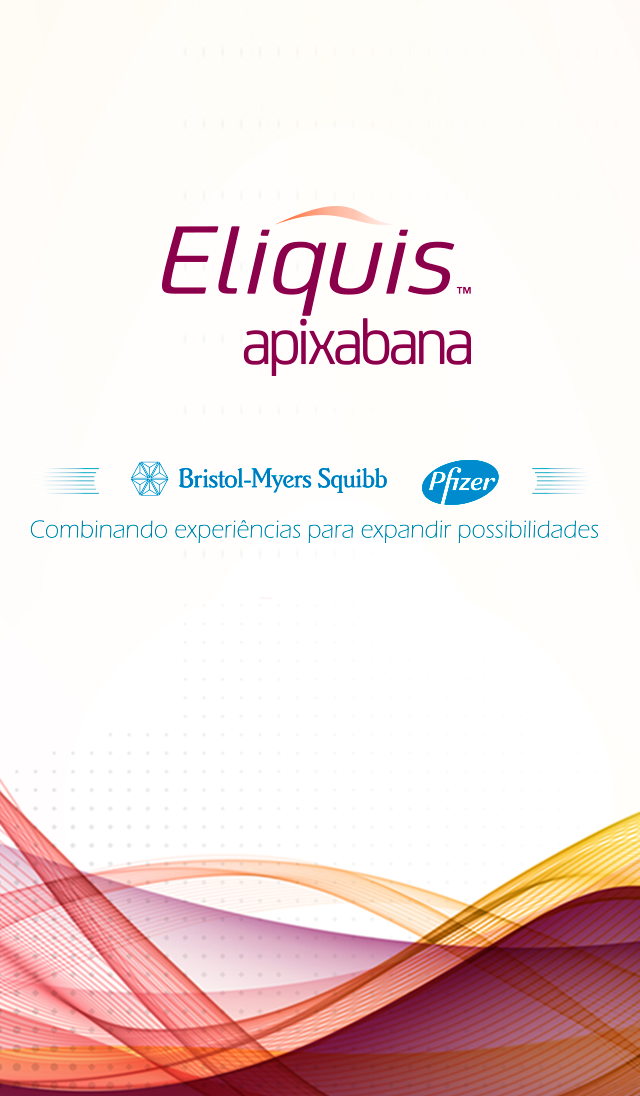 Eliquis™
apixabana
Bristol-Myers Squibb Pfizer
Combinando experiências para expandir possibilidades